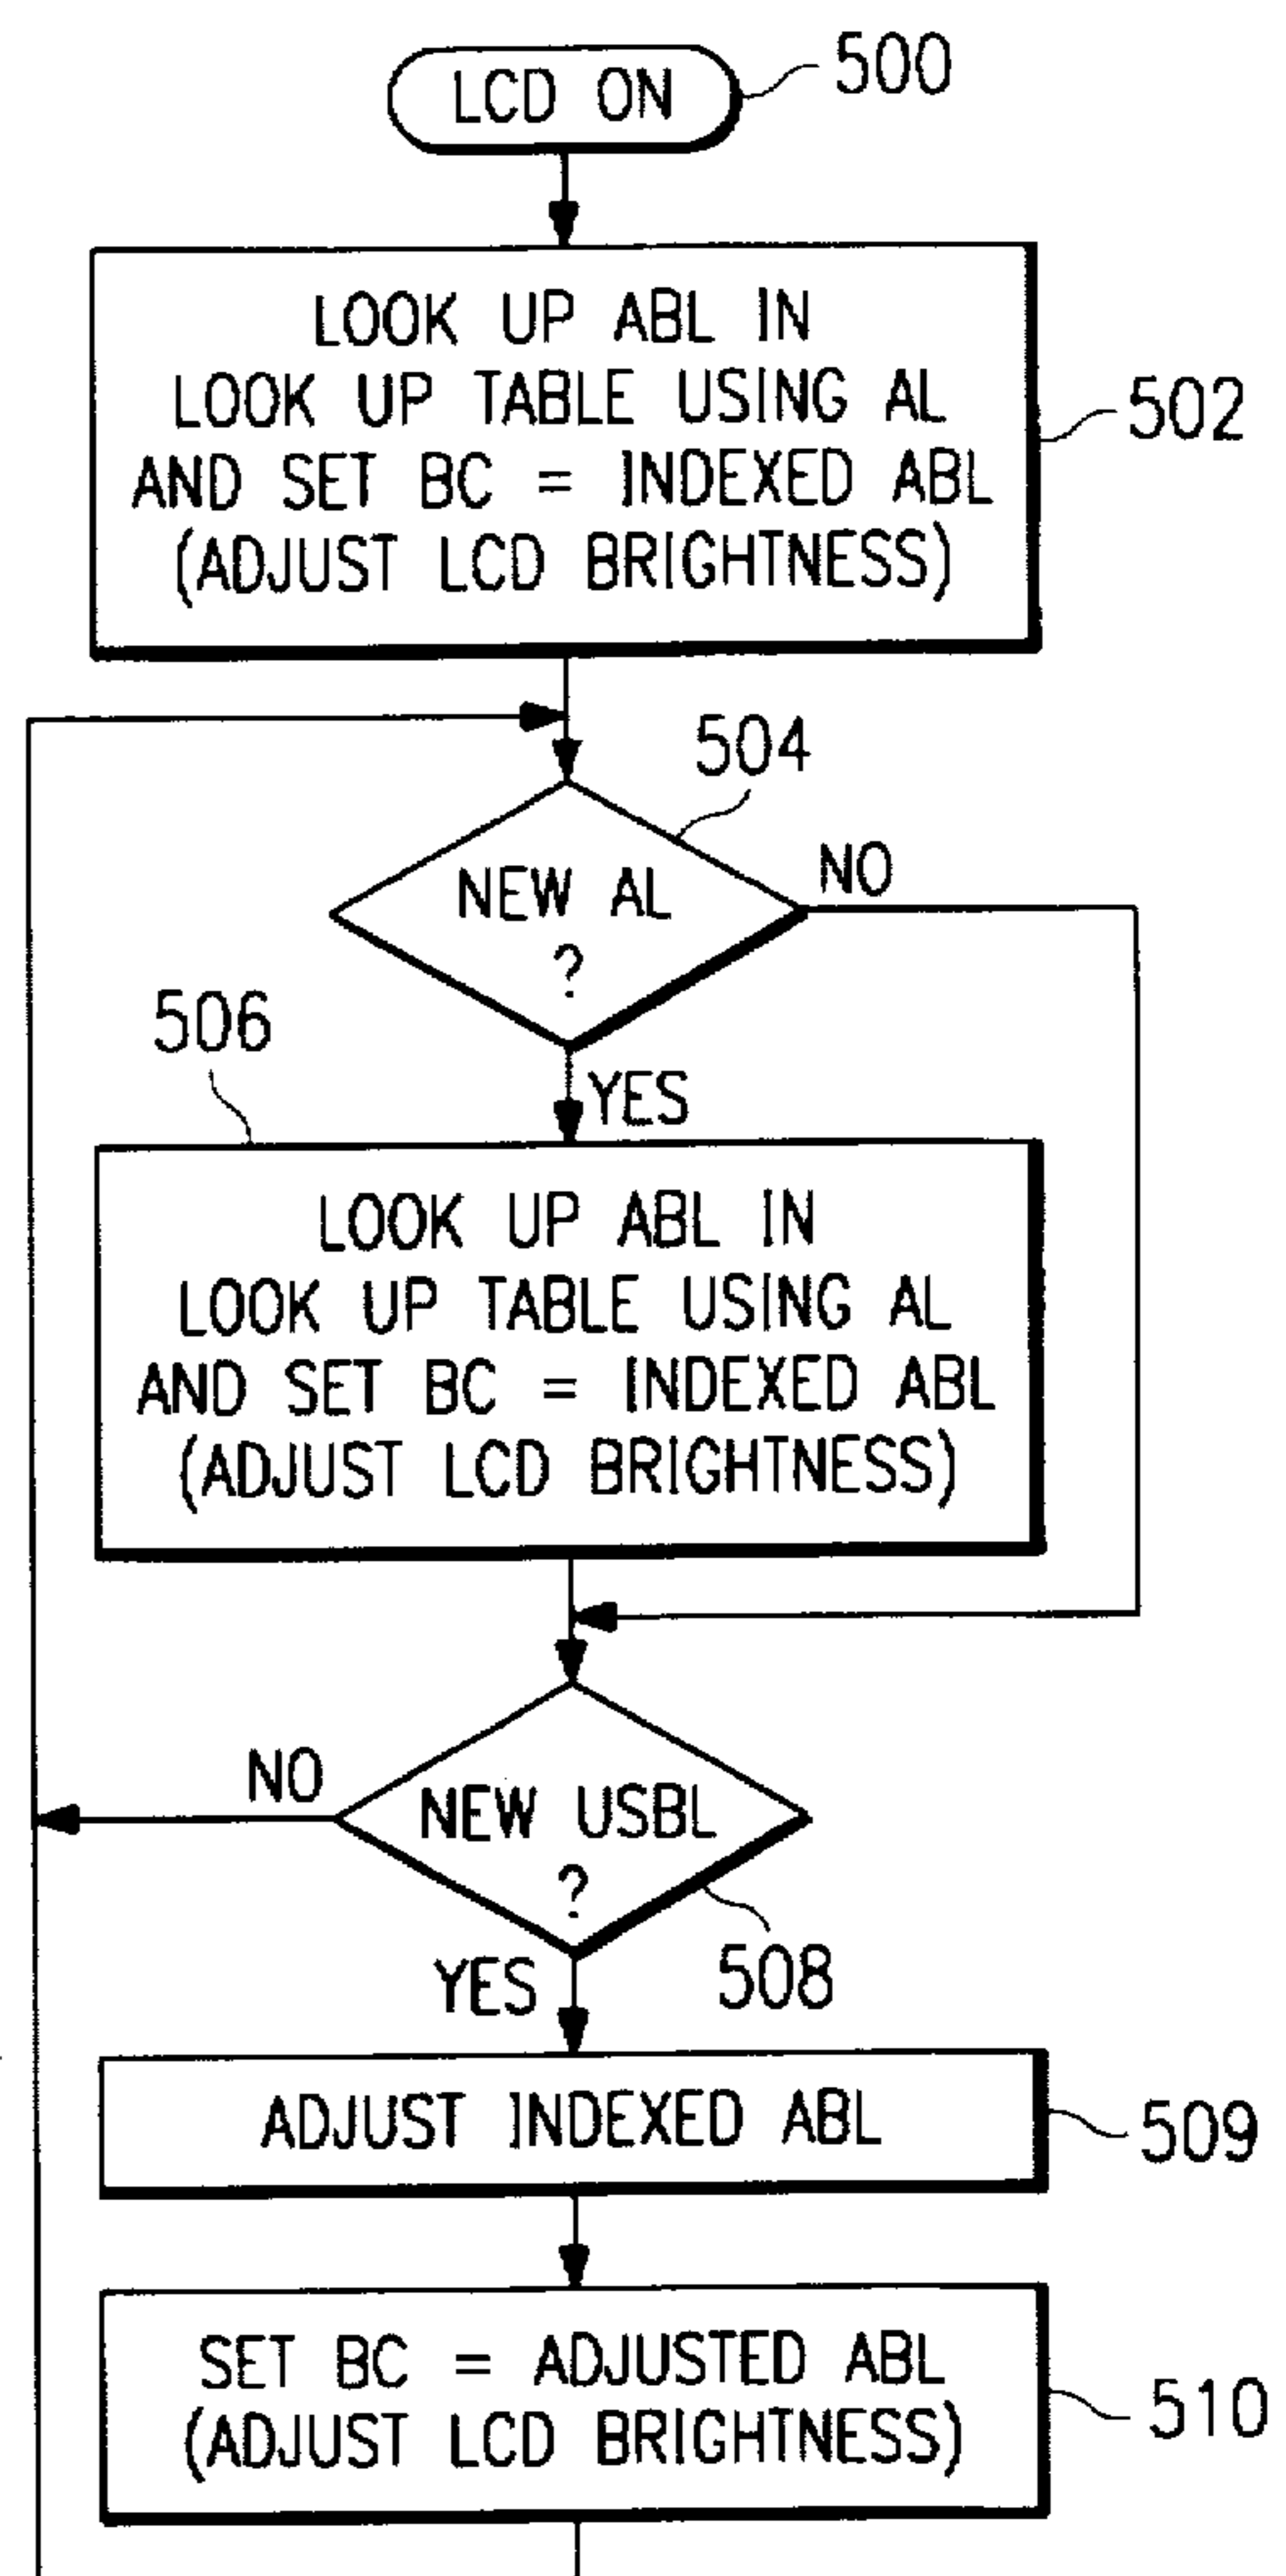 LCD ON
500
LOOK UP ABL IN
LOOK UP TABLE USING AL
AND SET BC = INDEXED ABL
(ADJUST LCD BRIGHTNESS)
502
504
NEW AL
?
NO
YES
506
LOOK UP ABL IN
LOOK UP TABLE USING AL
AND SET BC = INDEXED ABL
(ADJUST LCD BRIGHTNESS)
NO
NEW USBL
?
508
YES
ADJUST INDEXED ABL
509
SET BC = ADJUSTED ABL
(ADJUST LCD BRIGHTNESS)
510